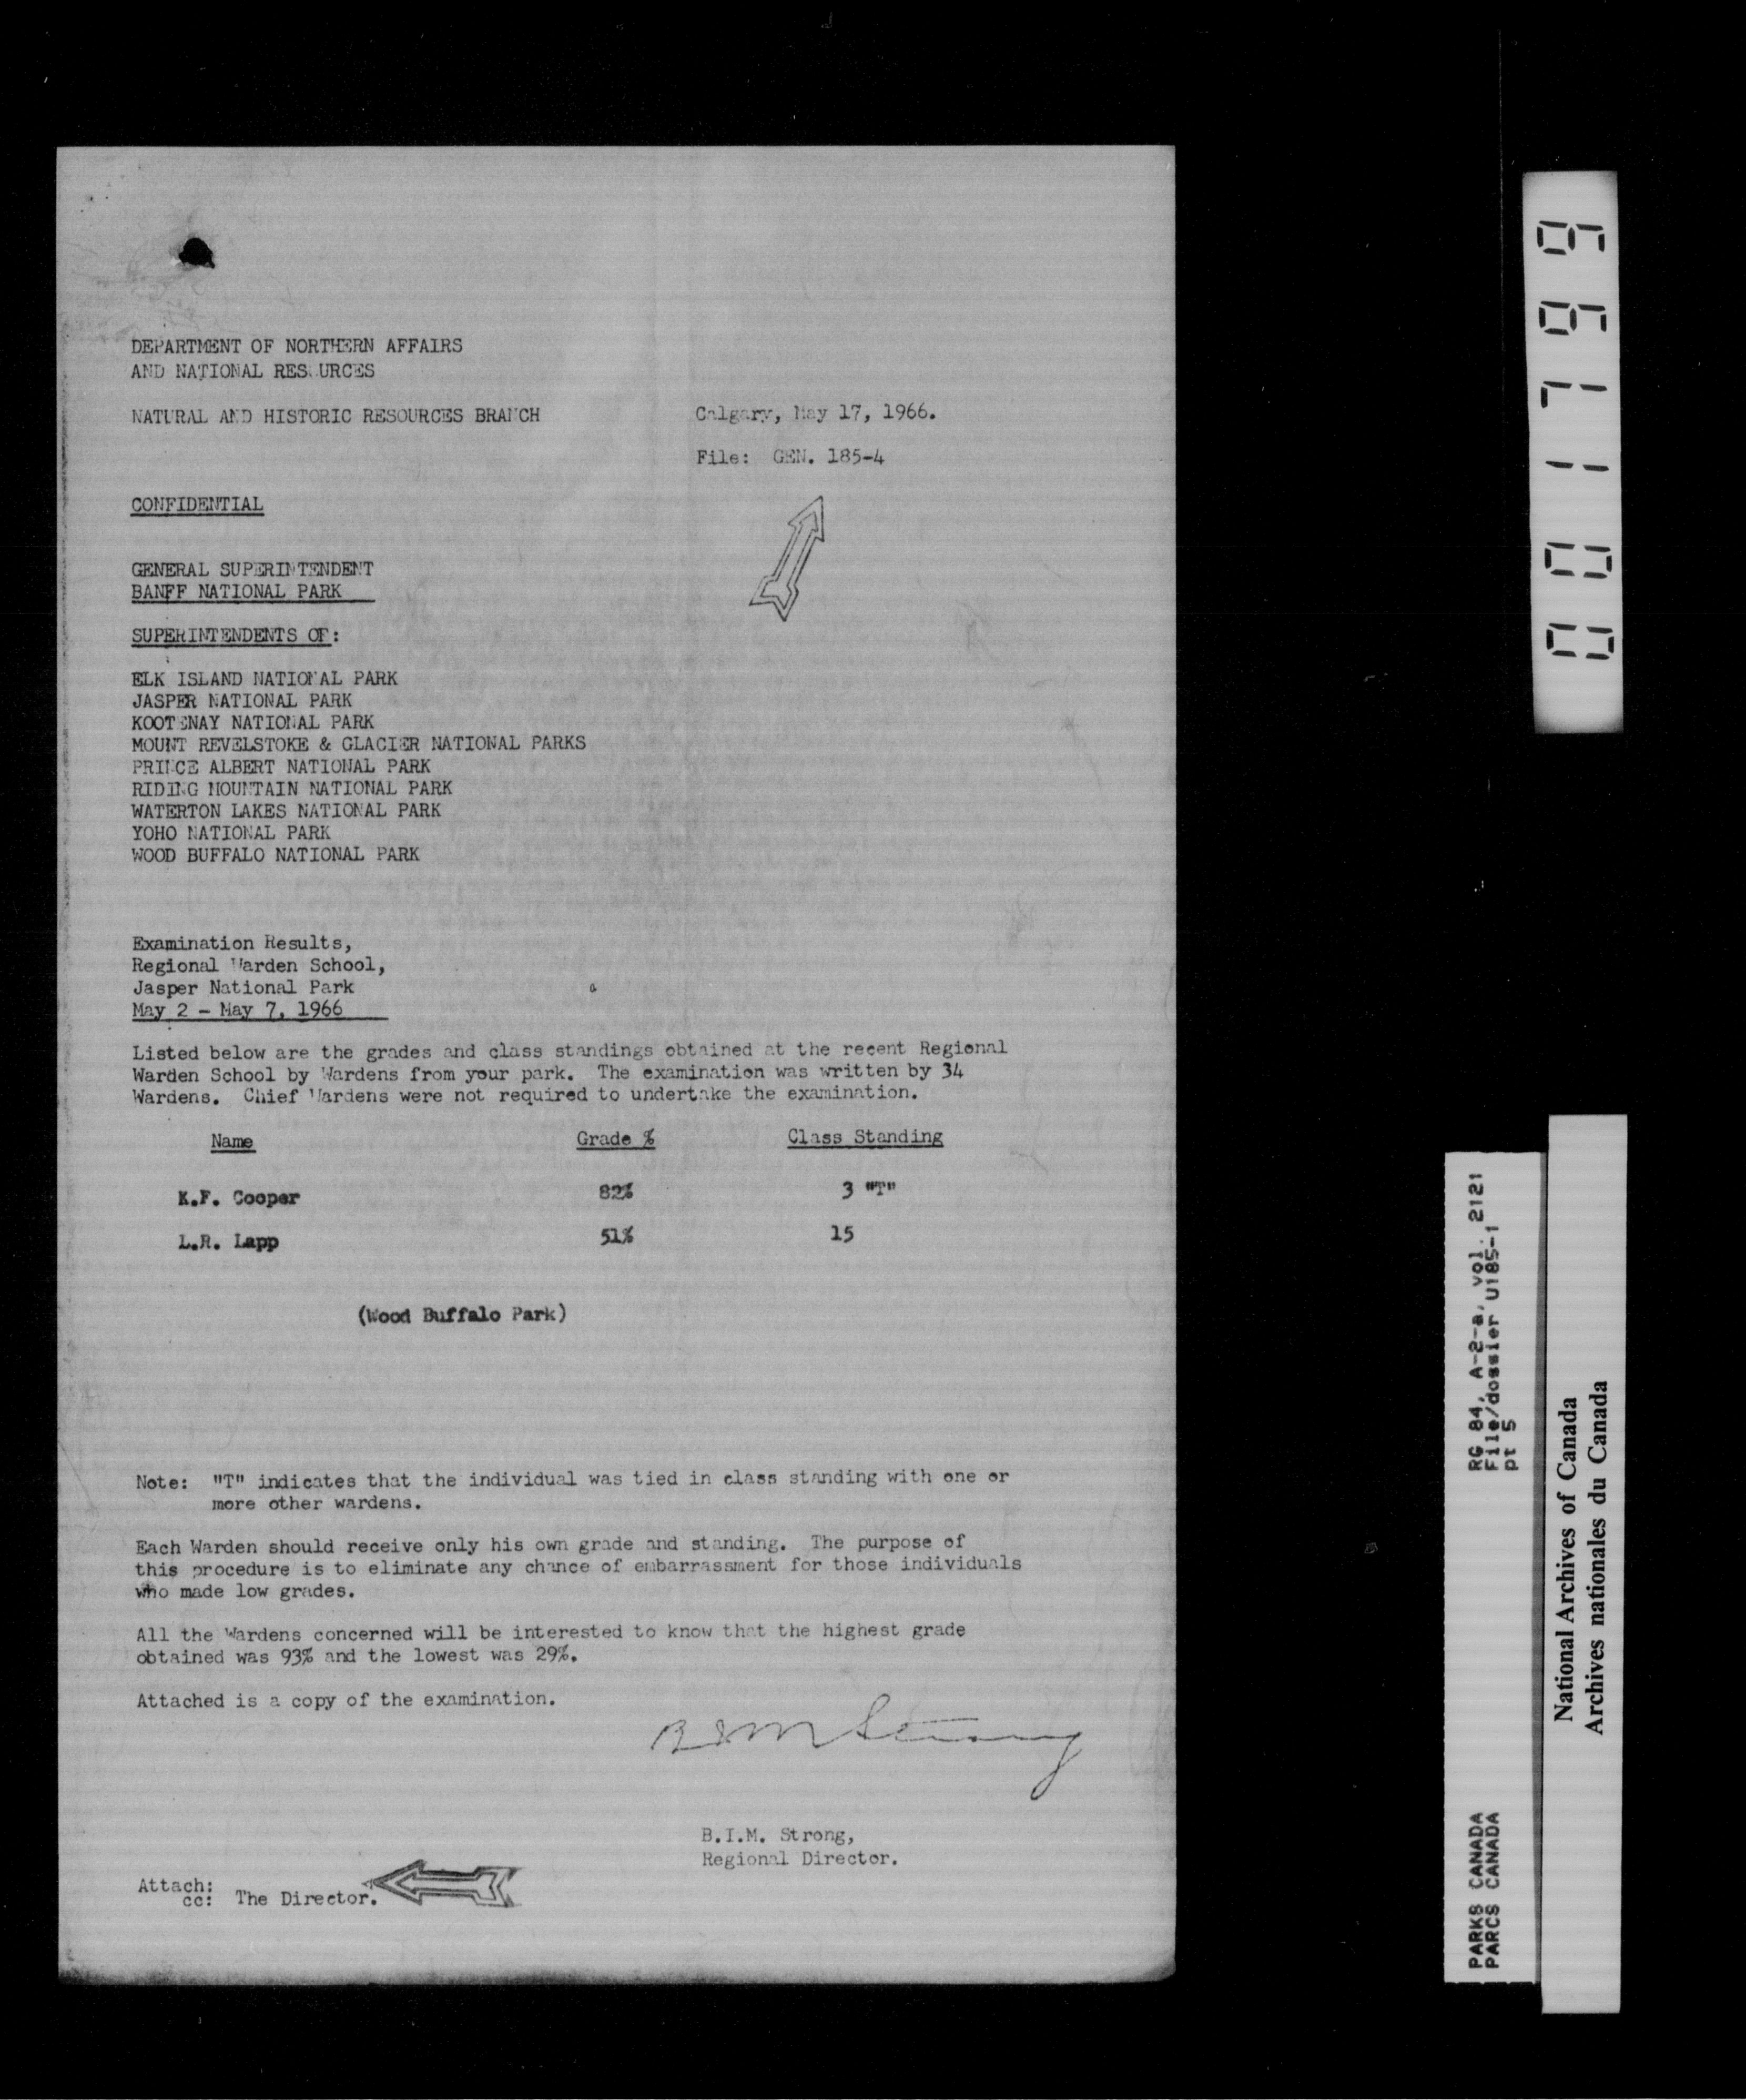 DEPARTMENT OF NORTHERN AFFAIRS
AND NATIONAL RESOURCES
NATURAL AND HISTORIC RESOURCES BRANCH
Calgary, May 17, 1966.
File: GEN. 185-4
CONFIDENTIAL
GENERAL SUPERINTENDENT
BANFF NATIONAL PARK
SUPERINTENDENTS OF:
ELK ISLAND NATIONAL PARK
JASPER NATIONAL PARK
KOOTENAY NATIONAL PARK
MOUNT REVELSTOKE & GLACIER NATIONAL PARKS
PRINCE ALBERT NATIONAL PARK
RIDING MOUNTAIN NATIONAL PARK
WATERTON LAKES NATIONAL PARK
YOHO NATIONAL PARK
WOOD BUFFALO NATIONAL PARK
Examination Results,
Regional Warden School,
Jasper National Park
May 2 - May 7, 1966
Listed below are the grades and class standings obtained at the recent Regional
Warden School by Wardens from your park. The examination was written by 34
Wardens. Chief Wardens were not required to undertake the examination.
Name Grade % Class Standing
K.F. Cooper 82% 3 "T"
L.R. Lapp 51% 15
(Wood Buffalo Park)
Note: "T" indicates that the individual was tied in class standing with one or
more other wardens.
Each Warden should receive only his own grade and standing. The purpose of
this procedure is to eliminate any chance of embarrassment for those individuals
who made low grades.
All the Wardens concerned will be interested to know that the highest grade
obtained was 93% and the lowest was 29%.
Attached is a copy of the examination.
BIM Strong
B.I.M. Strong,
Regional Director.
Attach:
cc: The Director.
001799
RG 84, A-2-a, vol. 2121
File/dossier U185-1
pt 5
PARKS CANADA
PARCS CANADA
National Archives of Canada
Archives nationales du Canada